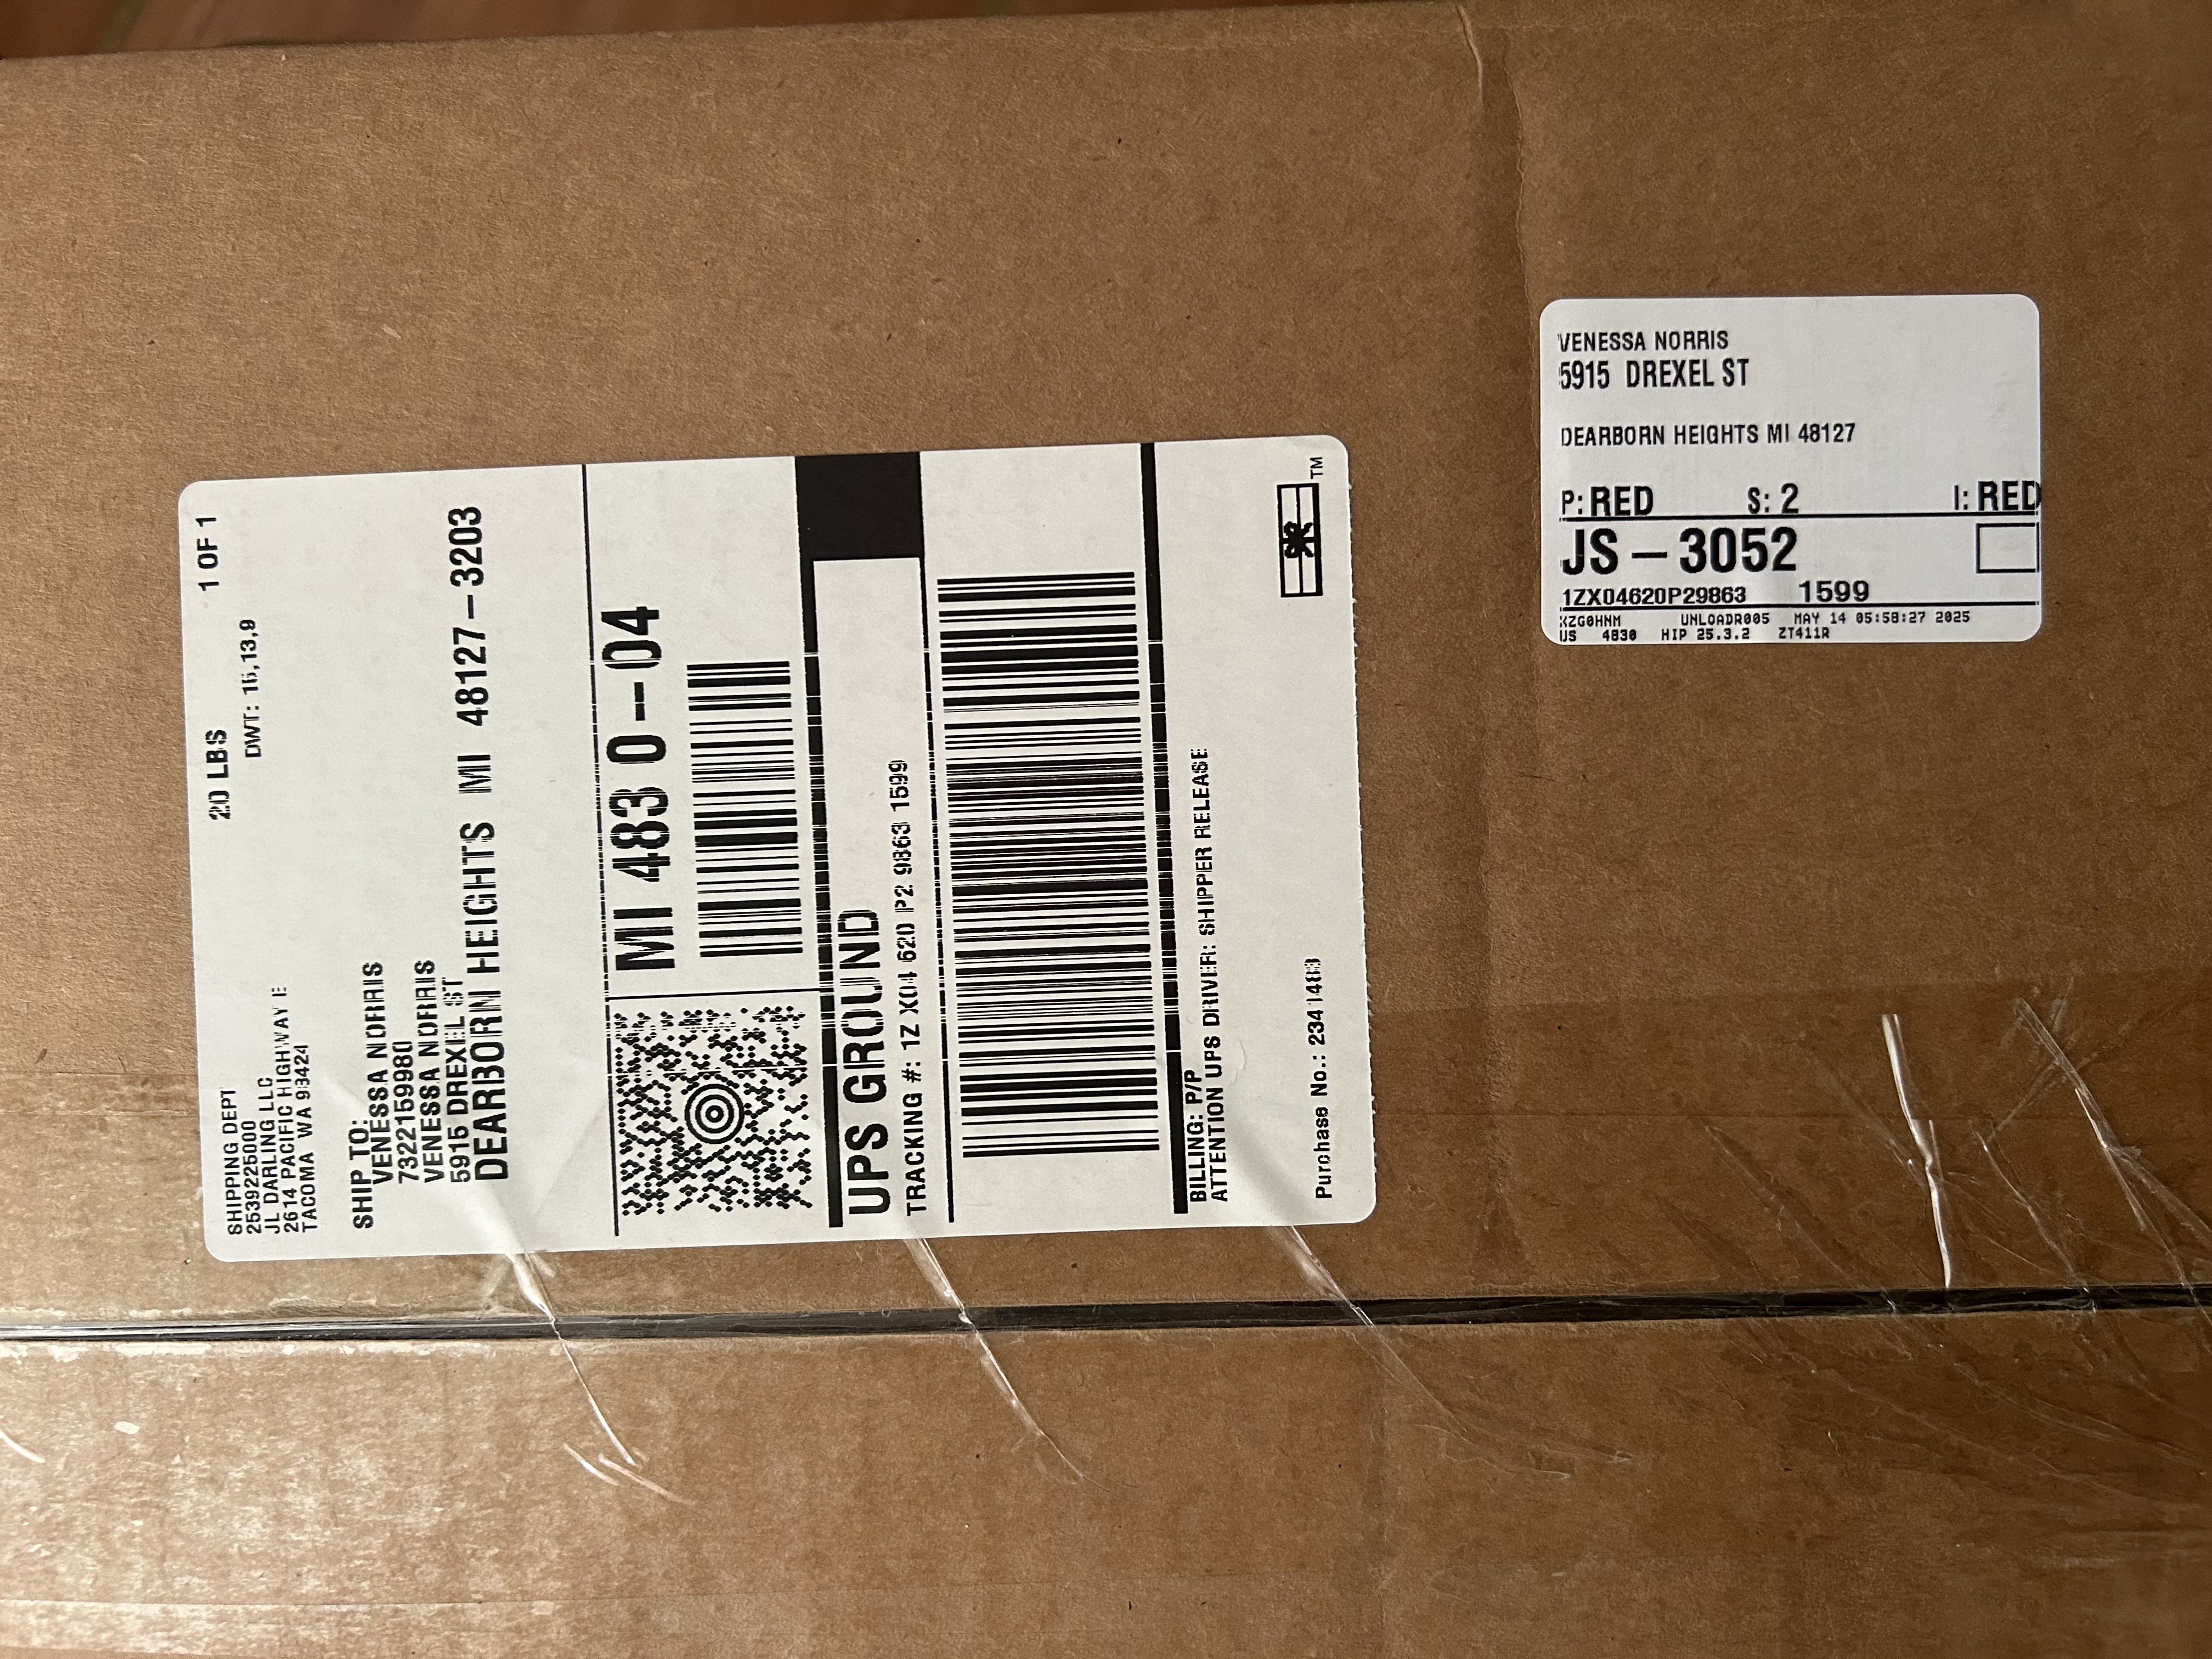 SHIPPING DEPT
2539226000
JL DARLING LLC
2614 PACIFIC HIGHWAY E
TACOMA WA 98424
20 LBS
1 OF 1
DWT: 16,13,9
SHIP TO:
VENESSA NORRIS
7322159980
VENESSA NORRIS
5915 DREXEL ST
DEARBORN HEIGHTS MI 48127-3203
MI 483 0-04
UPS GROUND
TRACKING #: 1Z X04 620 P2 9863 1599
BILLING: P/P
ATTENTION UPS DRIVER: SHIPPER RELEASE
Purchase No.: 2341483
TM
VENESSA NORRIS
5915 DREXEL ST
DEARBORN HEIGHTS MI 48127
P: RED S: 2 I: RED
JS-3052
1ZX04620P29863 1599
XZG0HNM UNLOADR005 MAY 14 05:58:27 2025
US 4830 HIP 25.3.2 ZT411R